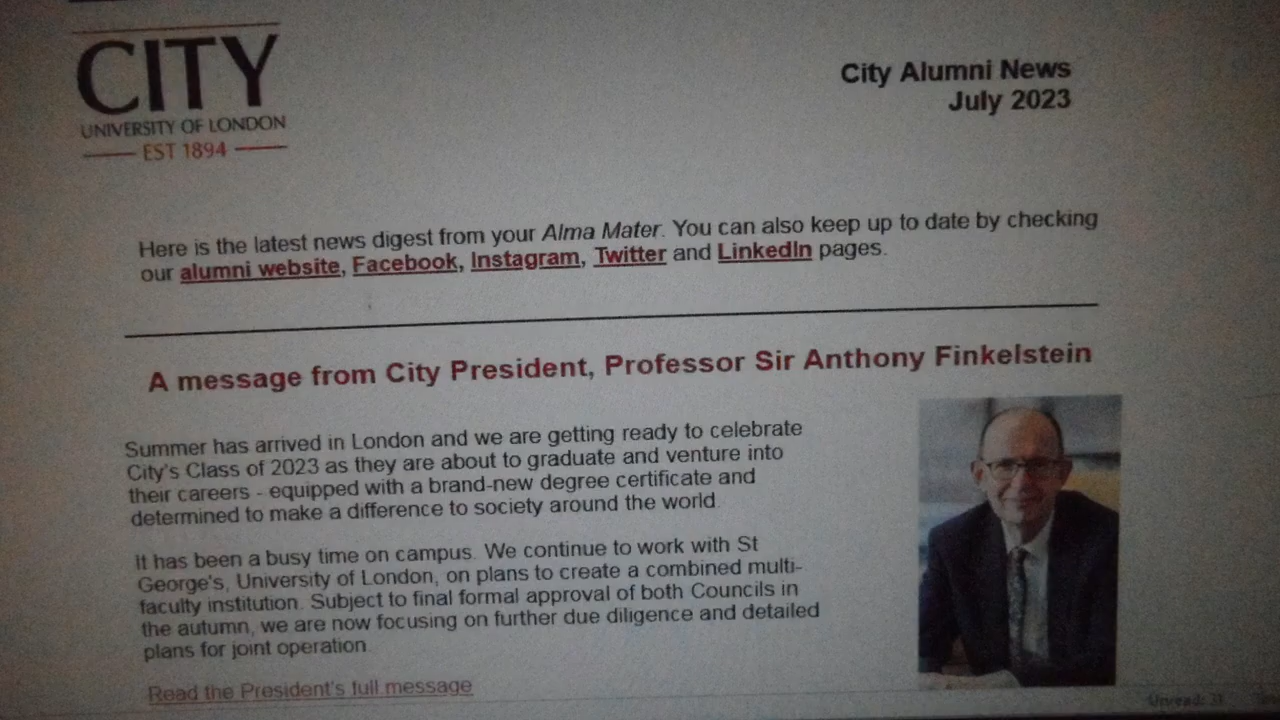 CITY
UNIVERSITY OF LONDON
EST 1894
City Alumni News
July 2023
Here is the latest news digest from your Alma Mater. You can also keep up to date by checking
our alumni website, Facebook, Instagram, Twitter and LinkedIn pages.
A message from City President, Professor Sir Anthony Finkelstein
Summer has arrived in London and we are getting ready to celebrate
City's Class of 2023 as they are about to graduate and venture into
their careers - equipped with a brand-new degree certificate and
determined to make a difference to society around the world.
It has been a busy time on campus. We continue to work with St
George's, University of London, on plans to create a combined multi-
faculty institution. Subject to final formal approval of both Councils in
the autumn, we are now focusing on further due diligence and detailed
plans for joint operation.
Read the President's full message
Unread: